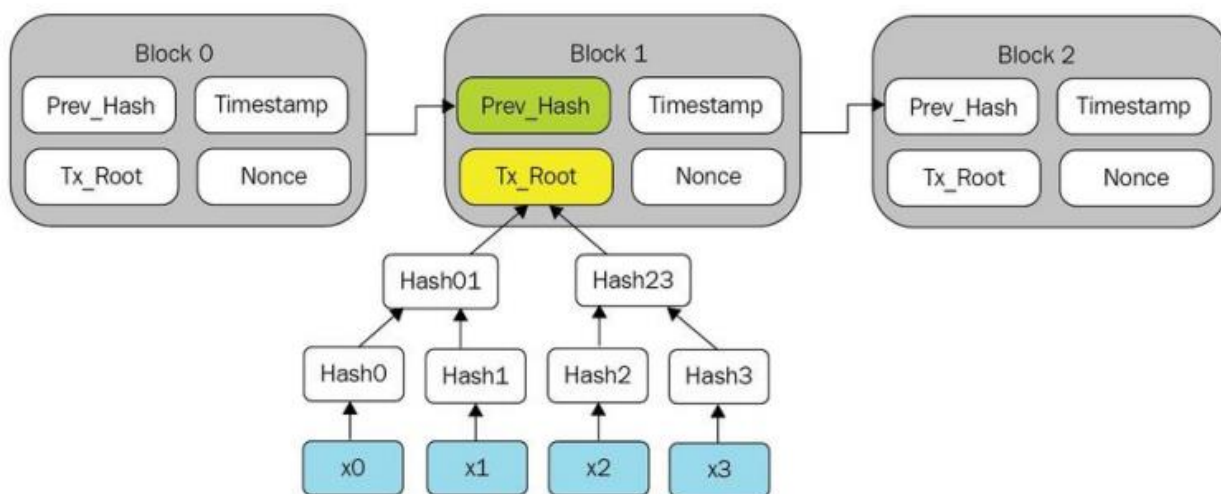 Block 0
Block 1
Block 2
Prev_Hash
Timestamp
Prev_Hash
Timestamp
Prev_Hash
Timestamp
Tx_Root
Nonce
Tx_Root
Nonce
Tx_Root
Nonce
Hash01
Hash23
Hash0
Hash1
Hash2
Hash3
x0
x1
x2
x3